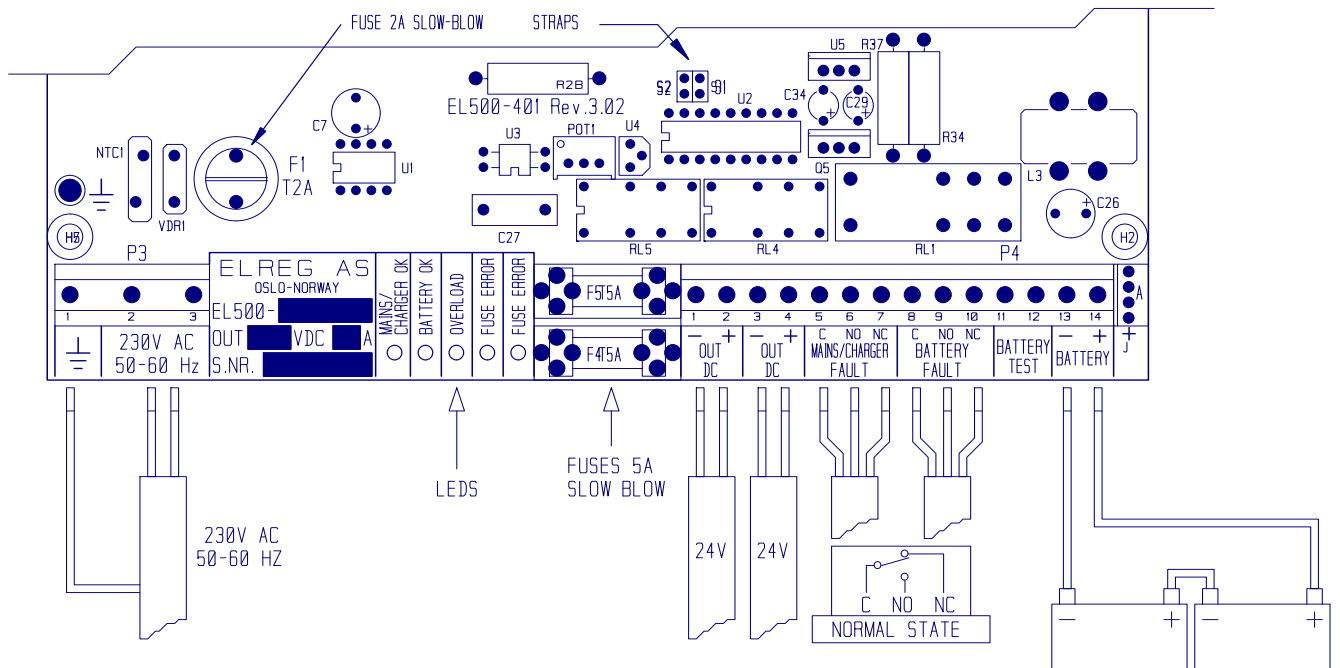 FUSE 2A SLOW-BLOW
STRAPS
U5
R37
R2B
S2
S1
EL500-401 Rev.3.02
C7
U2
C34
C29
U3
POT1
U4
NTC1
F1
T2A
U1
Q5
R34
L3
VDR1
C27
C26
RL5
RL4
RL1
P4
H2
P3
ELREG AS
OSLO-NORWAY
EL500-
OUT VDC A
S.NR.
MAINS/
CHARGER OK
BATTERY OK
OVERLOAD
FUSE ERROR
FUSE ERROR
F5 T5A
F4 T5A
1 2 3
230V AC
50-60 Hz
1 2 3 4 5 6 7 8 9 10 11 12 13 14
A
J
+
- +
OUT
DC
- +
OUT
DC
C NO NC
MAINS/CHARGER
FAULT
C NO NC
BATTERY
FAULT
BATTERY
TEST
- +
BATTERY
LEDS
FUSES 5A
SLOW BLOW
230V AC
50-60 HZ
24V
24V
C NO NC
NORMAL STATE
- +
- +